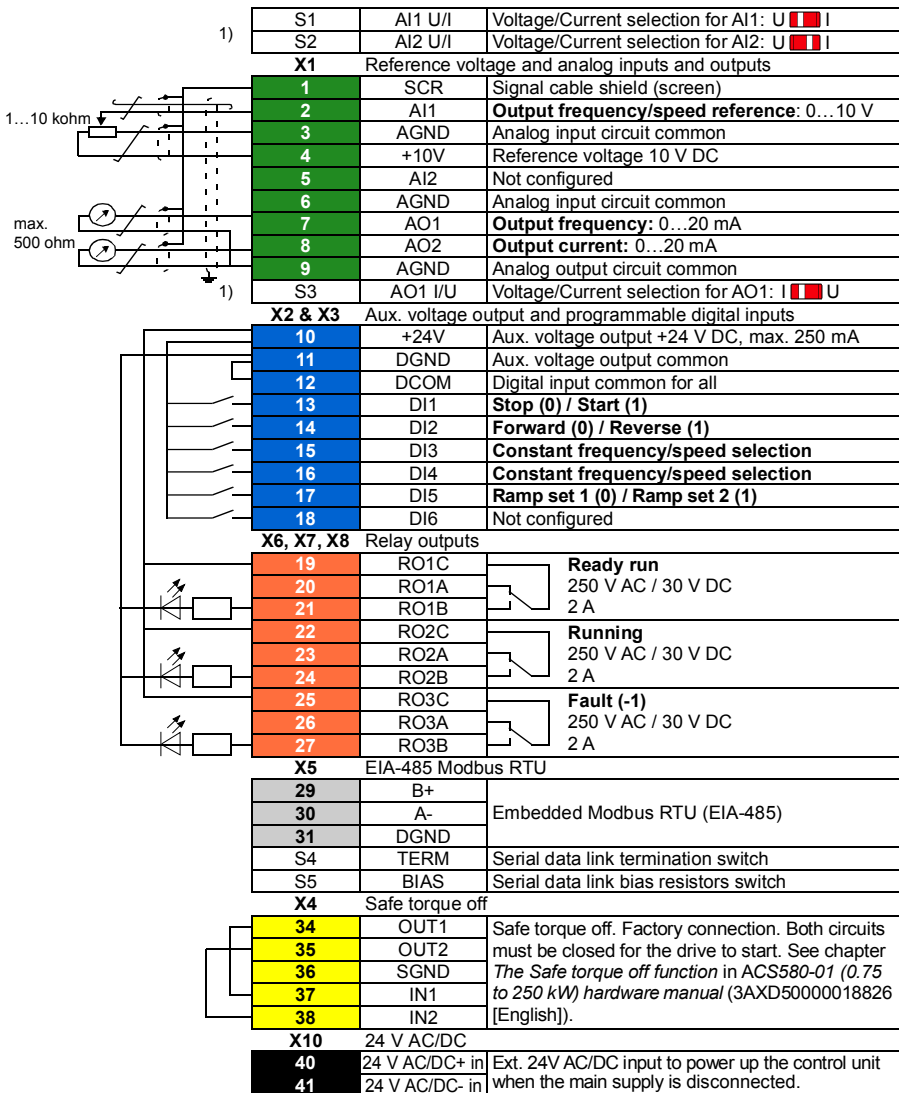 1)
S1 AI1 U/I Voltage/Current selection for AI1: U I
S2 AI2 U/I Voltage/Current selection for AI2: U I
X1 Reference voltage and analog inputs and outputs
1 SCR Signal cable shield (screen)
1…10 kohm
2 AI1 Output frequency/speed reference: 0…10 V
3 AGND Analog input circuit common
4 +10V Reference voltage 10 V DC
5 AI2 Not configured
6 AGND Analog input circuit common
max.
500 ohm
7 AO1 Output frequency: 0…20 mA
8 AO2 Output current: 0…20 mA
9 AGND Analog output circuit common
1)
S3 AO1 I/U Voltage/Current selection for AO1: I U
X2 & X3 Aux. voltage output and programmable digital inputs
10 +24V Aux. voltage output +24 V DC, max. 250 mA
11 DGND Aux. voltage output common
12 DCOM Digital input common for all
13 DI1 Stop (0) / Start (1)
14 DI2 Forward (0) / Reverse (1)
15 DI3 Constant frequency/speed selection
16 DI4 Constant frequency/speed selection
17 DI5 Ramp set 1 (0) / Ramp set 2 (1)
18 DI6 Not configured
X6, X7, X8 Relay outputs
19 RO1C Ready run
20 RO1A 250 V AC / 30 V DC
21 RO1B 2 A
22 RO2C Running
23 RO2A 250 V AC / 30 V DC
24 RO2B 2 A
25 RO3C Fault (-1)
26 RO3A 250 V AC / 30 V DC
27 RO3B 2 A
X5 EIA-485 Modbus RTU
29 B+
30 A- Embedded Modbus RTU (EIA-485)
31 DGND
S4 TERM Serial data link termination switch
S5 BIAS Serial data link bias resistors switch
X4 Safe torque off
34 OUT1 Safe torque off. Factory connection. Both circuits
35 OUT2 must be closed for the drive to start. See chapter
36 SGND The Safe torque off function in ACS580-01 (0.75
37 IN1 to 250 kW) hardware manual (3AXD50000018826
38 IN2 [English]).
X10 24 V AC/DC
40 24 V AC/DC+ in Ext. 24V AC/DC input to power up the control unit
41 24 V AC/DC- in when the main supply is disconnected.